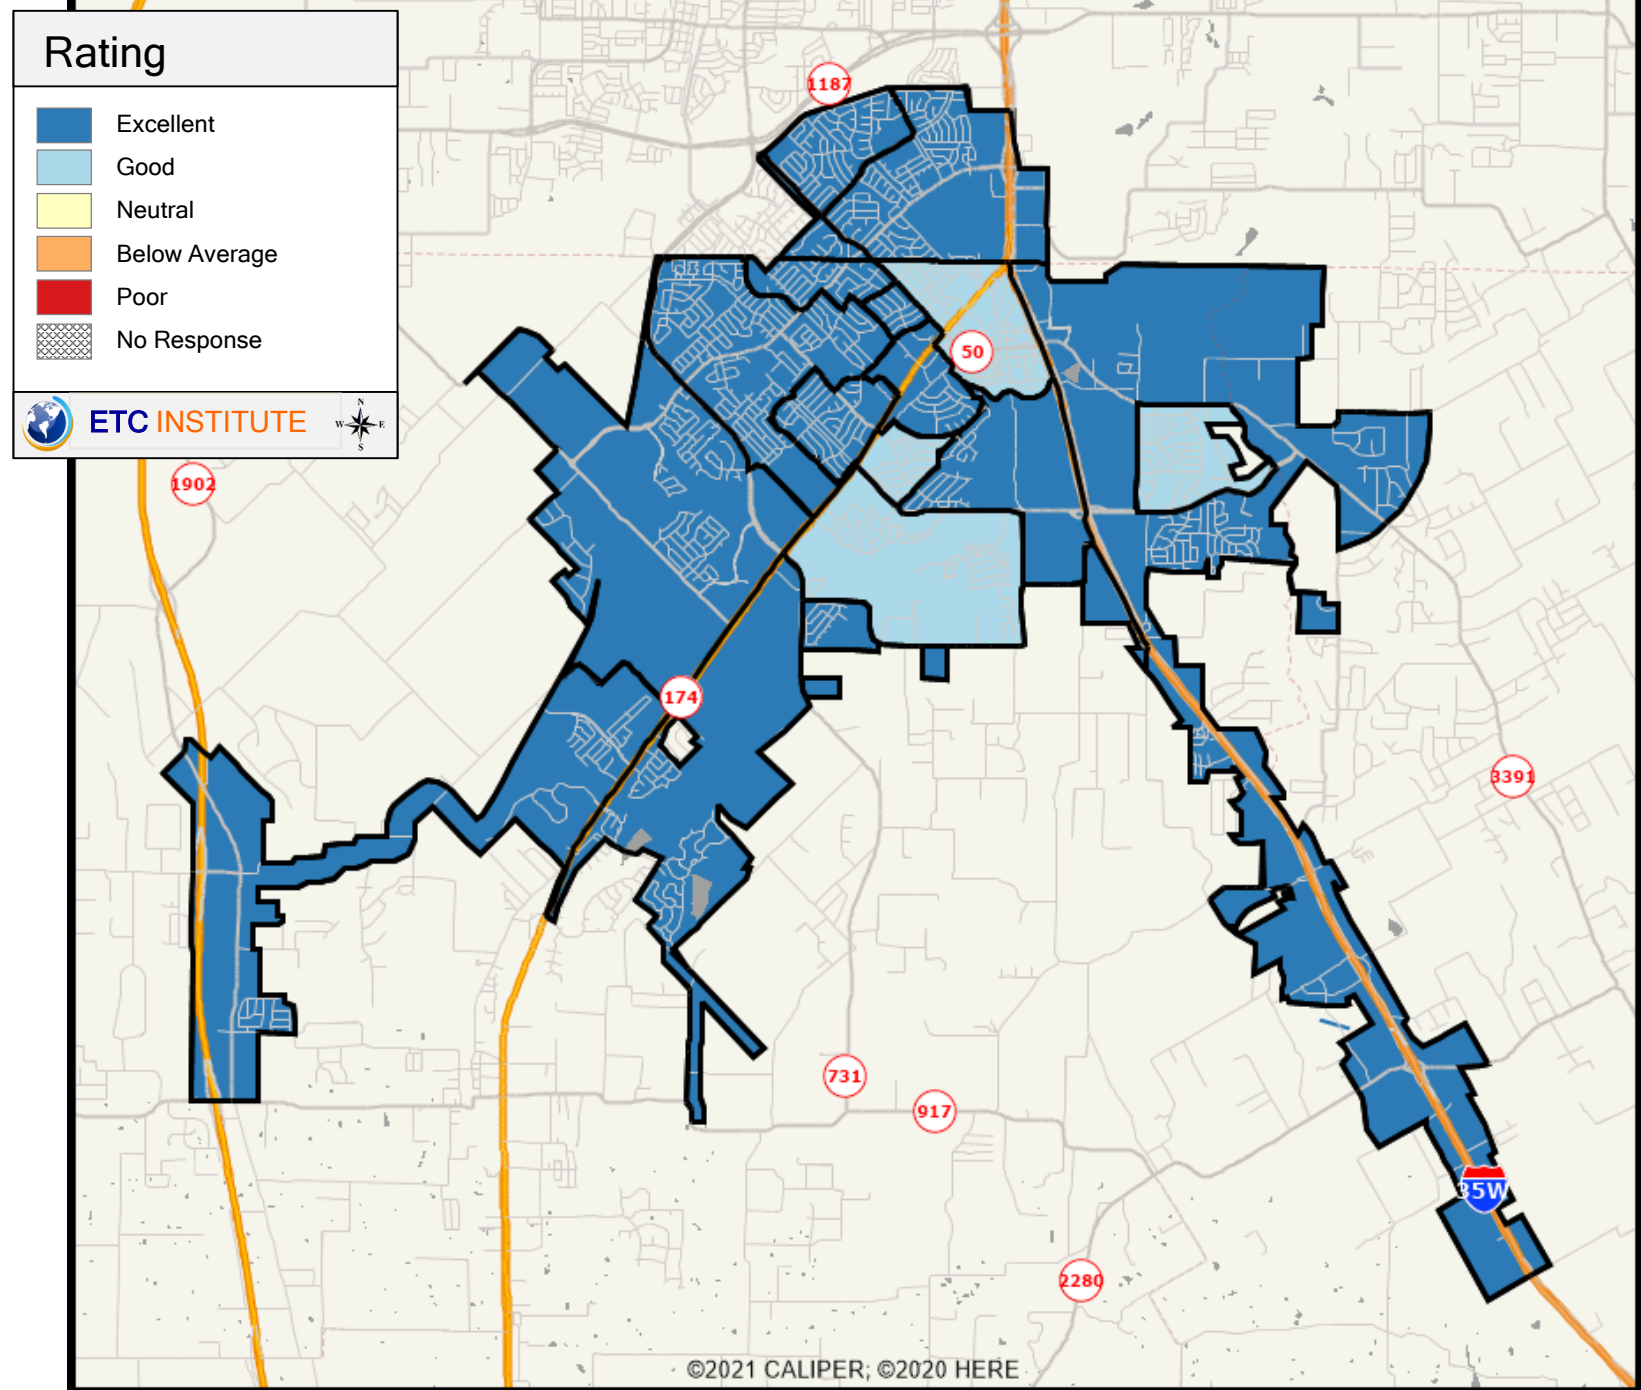 Rating
Excellent
Good
Neutral
Below Average
Poor
No Response
ETC INSTITUTE
N
W E
S
1187
50
1902
174
3391
731
917
35W
2280
©2021 CALIPER; ©2020 HERE